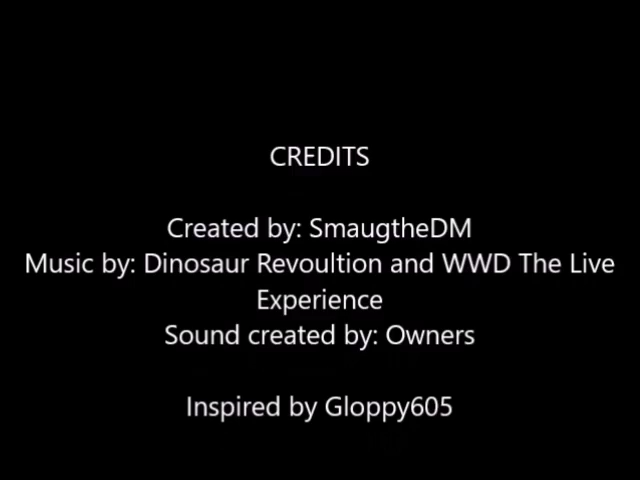 CREDITS
Created by: SmaugtheDM
Music by: Dinosaur Revoultion and WWD The Live
Experience
Sound created by: Owners
Inspired by Gloppy605